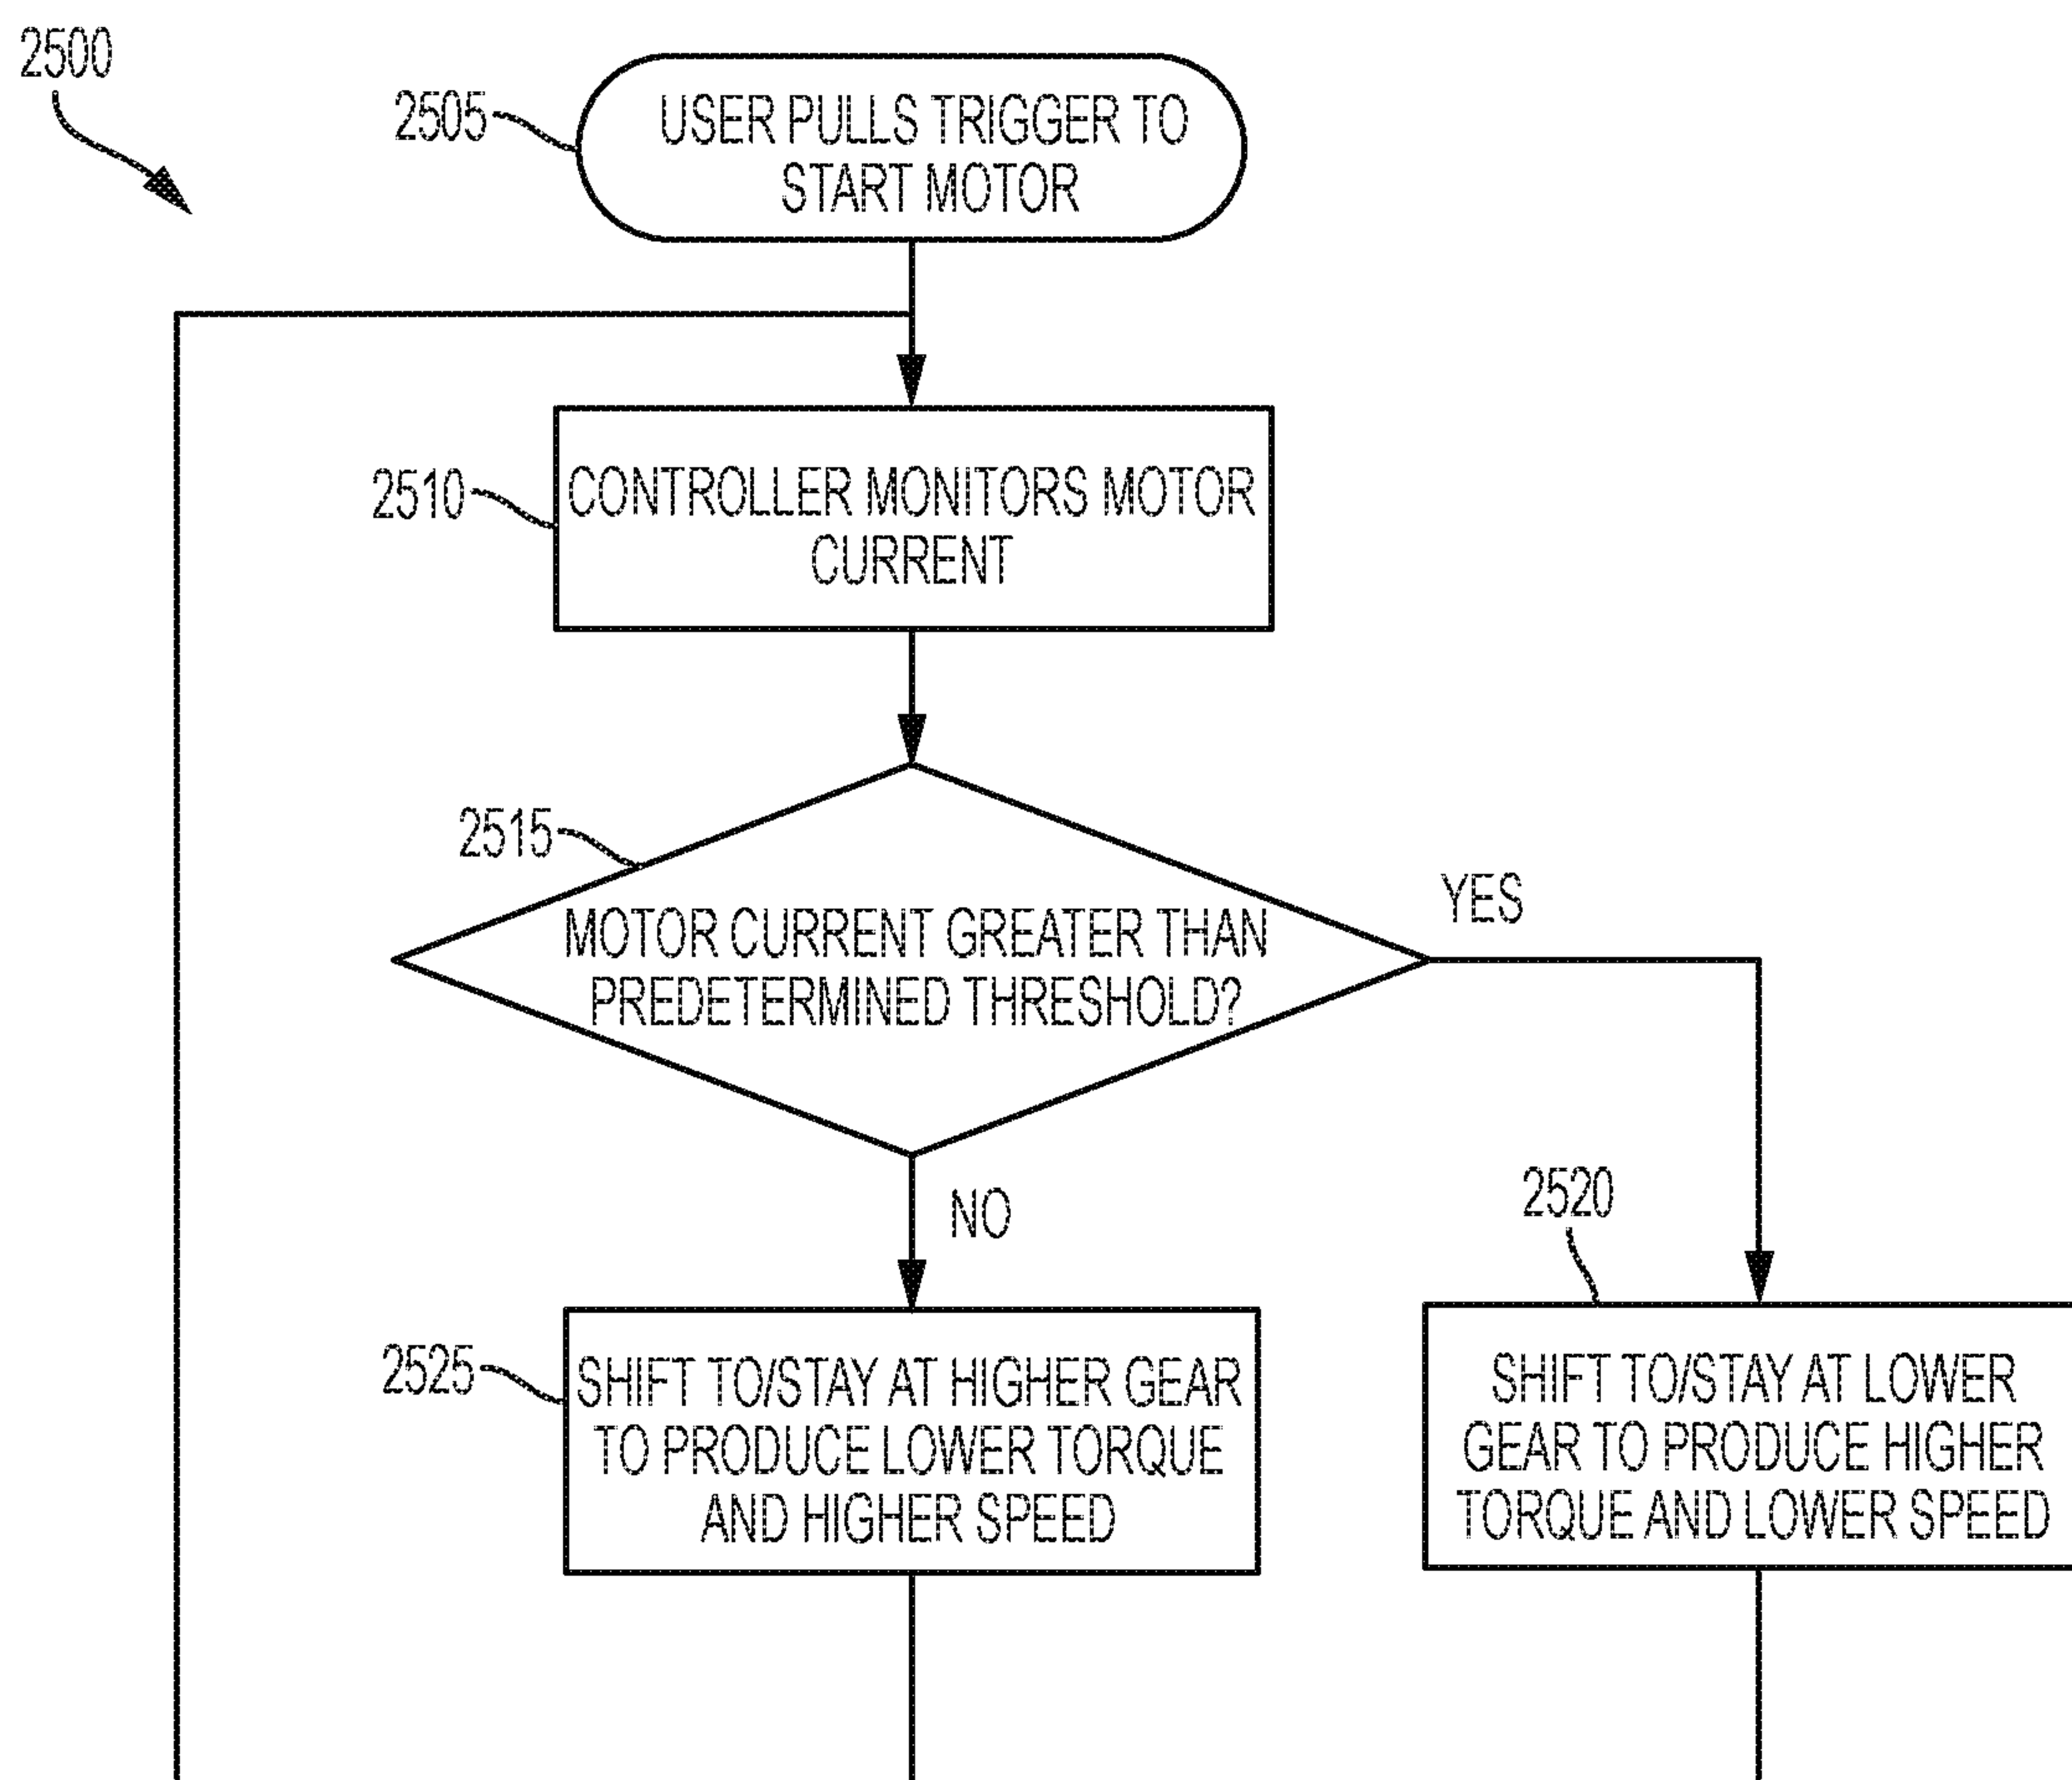 2500
2505
USER PULLS TRIGGER TO
START MOTOR
2510
CONTROLLER MONITORS MOTOR
CURRENT
2515
MOTOR CURRENT GREATER THAN
PREDETERMINED THRESHOLD?
YES
NO
2520
2525
SHIFT TO/STAY AT HIGHER GEAR
TO PRODUCE LOWER TORQUE
AND HIGHER SPEED
SHIFT TO/STAY AT LOWER
GEAR TO PRODUCE HIGHER
TORQUE AND LOWER SPEED